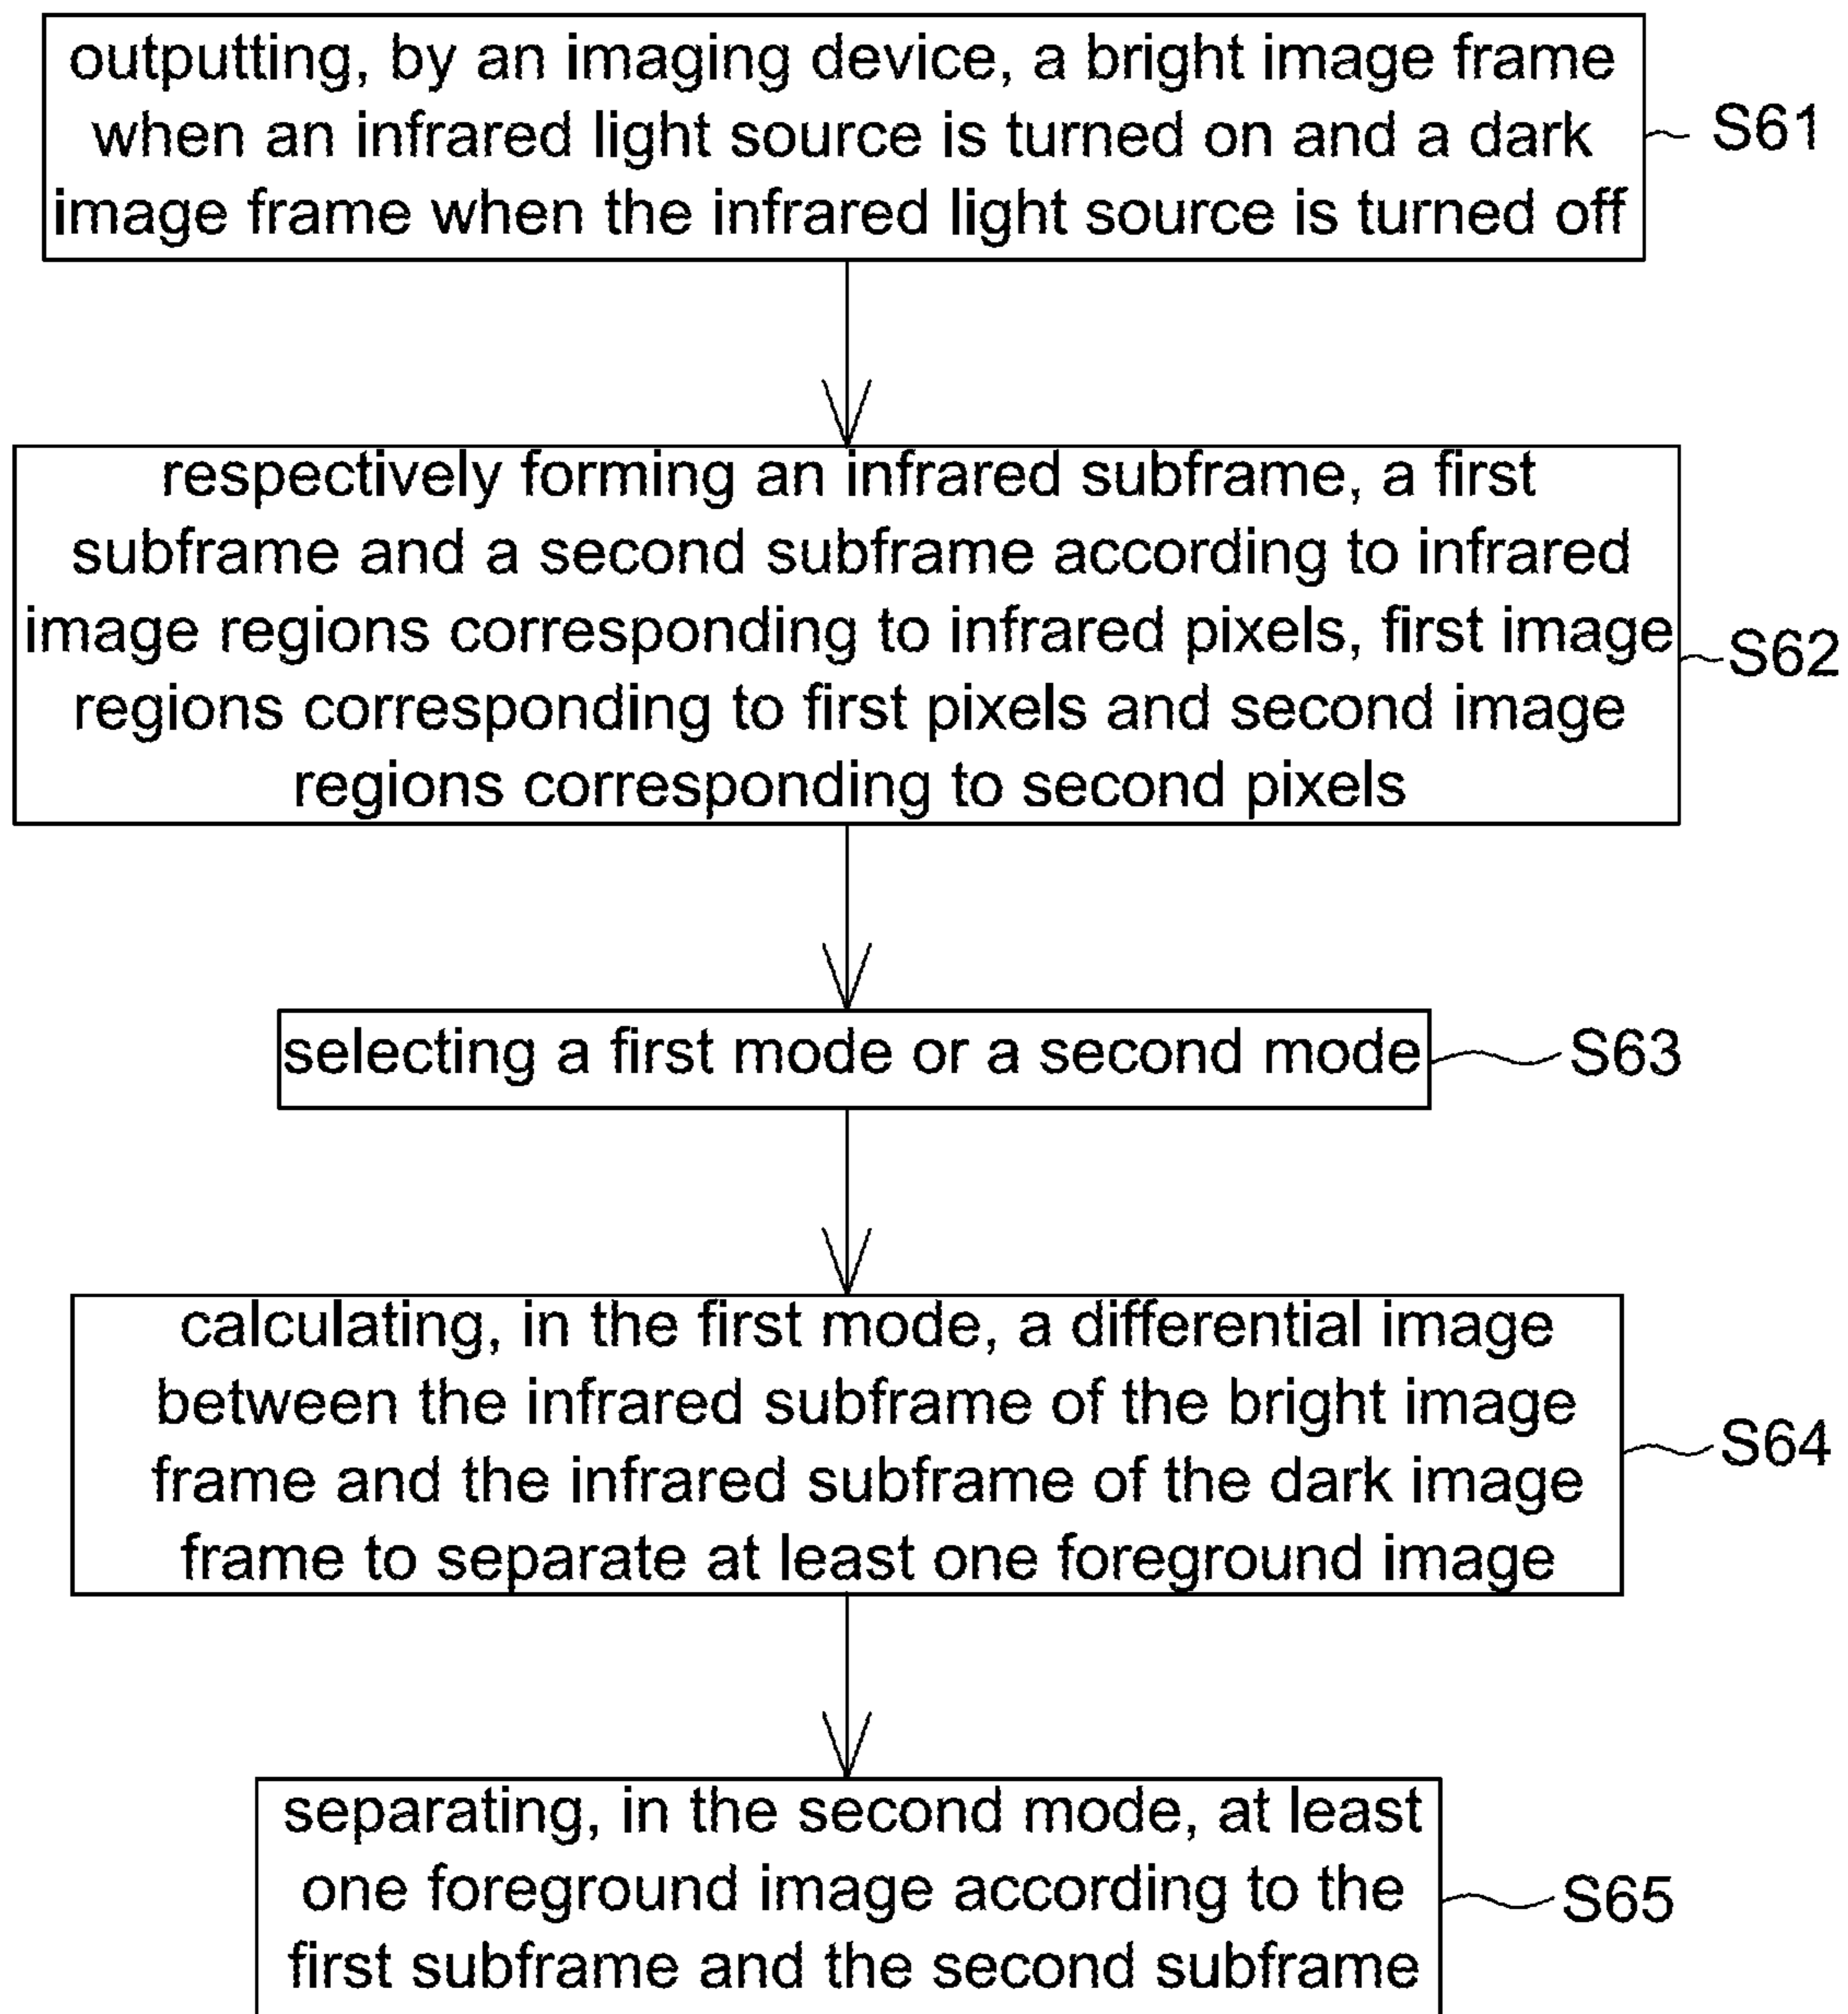 outputting, by an imaging device, a bright image frame
when an infrared light source is turned on and a dark
image frame when the infrared light source is turned off
S61
respectively forming an infrared subframe, a first
subframe and a second subframe according to infrared
image regions corresponding to infrared pixels, first image
regions corresponding to first pixels and second image
regions corresponding to second pixels
S62
selecting a first mode or a second mode
S63
calculating, in the first mode, a differential image
between the infrared subframe of the bright image
frame and the infrared subframe of the dark image
frame to separate at least one foreground image
S64
separating, in the second mode, at least
one foreground image according to the
first subframe and the second subframe
S65